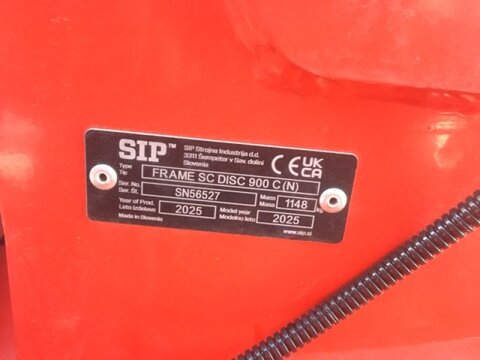 SIP™
SIP Strojna Industrija d.d.
3311 Šempeter v Sav. dolini
Slovenia
CE UK CA
Type
Tip
FRAME SC DISC 900 C (N)
Ser. No.
Ser. Št.
SN56527
Mass
Masa
1148
kg
Year of Prod.
Leto izdelave
2025
Model year
Modelno leto
2025
Made in Slovenia
www.sip.si